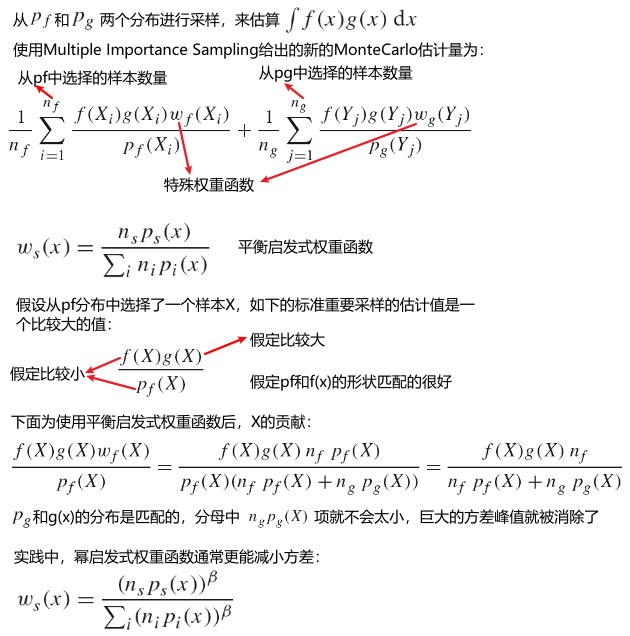 从 p_f 和 p_g 两个分布进行采样，来估算 ∫ f(x)g(x) dx
使用Multiple Importance Sampling给出的新的MonteCarlo估计量为：
从pf中选择的样本数量
从pg中选择的样本数量
\frac{1}{n_f} \sum_{i=1}^{n_f} \frac{f(X_i)g(X_i)w_f(X_i)}{p_f(X_i)} + \frac{1}{n_g} \sum_{j=1}^{n_g} \frac{f(Y_j)g(Y_j)w_g(Y_j)}{p_g(Y_j)}
特殊权重函数
w_s(x) = \frac{n_s p_s(x)}{\sum_i n_i p_i(x)} 平衡启发式权重函数
假设从pf分布中选择了一个样本X，如下的标准重要采样的估计值是一
个比较大的值：
假定比较大
假定比较小 \frac{f(X)g(X)}{p_f(X)}
假定pf和f(x)的形状匹配的很好
下面为使用平衡启发式权重函数后，X的贡献：
\frac{f(X)g(X)w_f(X)}{p_f(X)} = \frac{f(X)g(X) n_f p_f(X)}{p_f(X)(n_f p_f(X) + n_g p_g(X))} = \frac{f(X)g(X) n_f}{n_f p_f(X) + n_g p_g(X)}
p_g和g(x)的分布是匹配的，分母中 n_g p_g(X) 项就不会太小，巨大的方差峰值就被消除了
实践中，幂启发式权重函数通常更能减小方差：
w_s(x) = \frac{(n_s p_s(x))^β}{\sum_i (n_i p_i(x))^β}